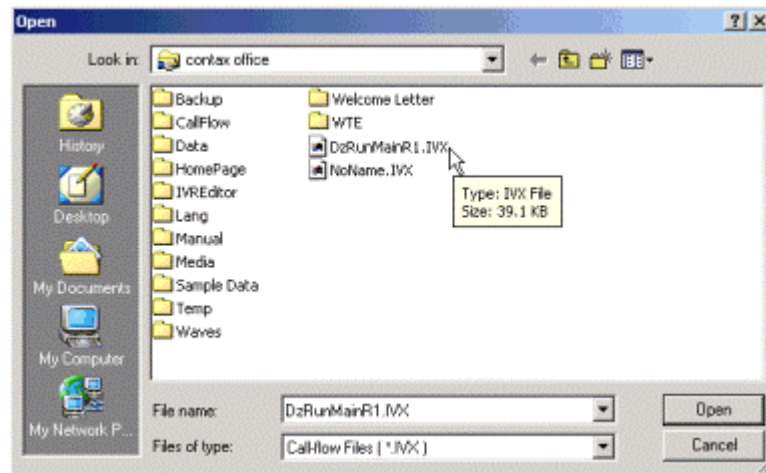 Open
Look in: contax office
History
Desktop
My Documents
My Computer
My Network P...
Backup
CallFlow
Data
HomePage
IVREditor
Lang
Manual
Media
Sample Data
Temp
Waves
Welcome Letter
WTE
DzRunMainR1.IVX
NoName.IVX
Type: IVX File
Size: 39.1 KB
File name: DzRunMainR1.IVX Open
Files of type: Call-flow Files ( *.IVX ) Cancel